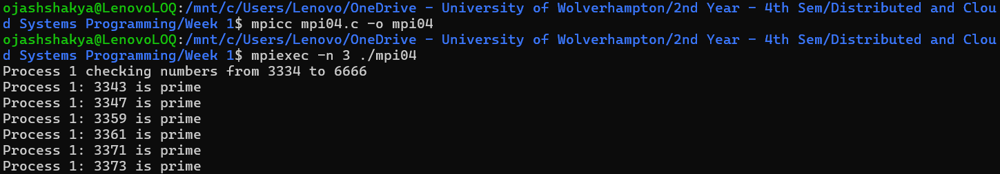 ojashshakya@LenovoLOQ:/mnt/c/Users/Lenovo/OneDrive - University of Wolverhampton/2nd Year - 4th Sem/Distributed and Clou
d Systems Programming/Week 1$ mpicc mpi04.c -o mpi04
ojashshakya@LenovoLOQ:/mnt/c/Users/Lenovo/OneDrive - University of Wolverhampton/2nd Year - 4th Sem/Distributed and Clou
d Systems Programming/Week 1$ mpiexec -n 3 ./mpi04
Process 1 checking numbers from 3334 to 6666
Process 1: 3343 is prime
Process 1: 3347 is prime
Process 1: 3359 is prime
Process 1: 3361 is prime
Process 1: 3371 is prime
Process 1: 3373 is prime